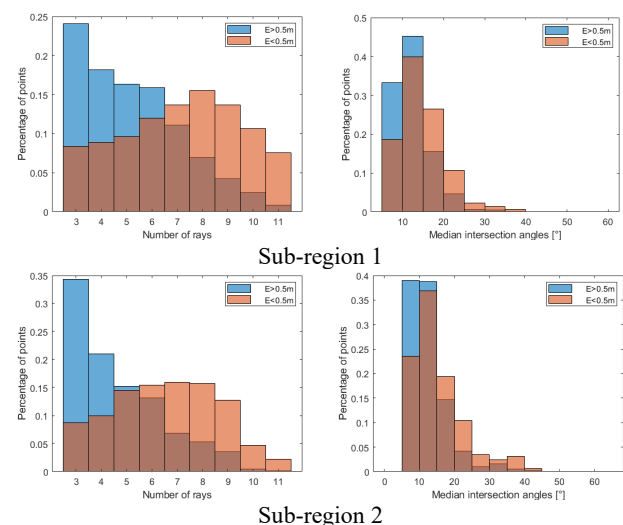 0.25
0.2
0.15
0.1
0.05
0
Percentage of points
3 4 5 6 7 8 9 10 11
Number of rays
E>0.5m
E<0.5m
0.5
0.4
0.3
0.2
0.1
0
Percentage of points
10 20 30 40 50 60
Median intersection angles [°]
E>0.5m
E<0.5m
Sub-region 1
0.35
0.3
0.25
0.2
0.15
0.1
0.05
0
Percentage of points
3 4 5 6 7 8 9 10 11
Number of rays
E>0.5m
E<0.5m
0.4
0.35
0.3
0.25
0.2
0.15
0.1
0.05
0
Percentage of points
0 10 20 30 40 50 60
Median intersection angles [°]
E>0.5m
E<0.5m
Sub-region 2